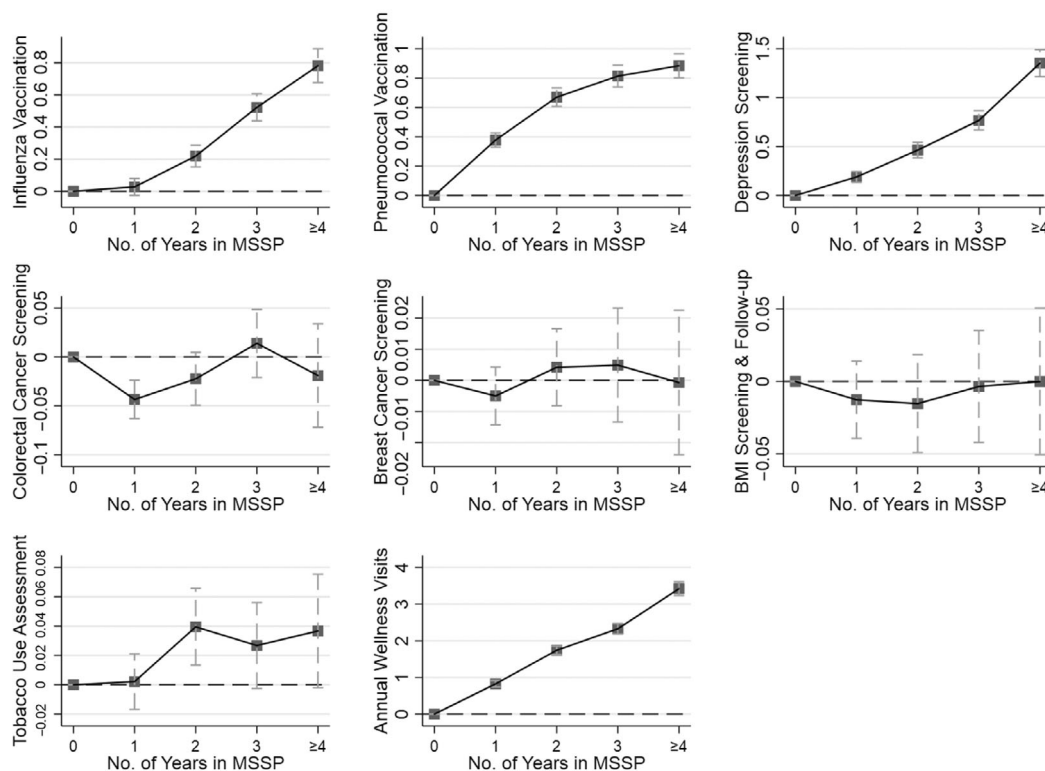 Influenza Vaccination
0 0.2 0.4 0.6 0.8
0 1 2 3 ≥4
No. of Years in MSSP
Pneumococcal Vaccination
0 0.2 0.4 0.6 0.8 1
0 1 2 3 ≥4
No. of Years in MSSP
Depression Screening
0 0.5 1 1.5
0 1 2 3 ≥4
No. of Years in MSSP
Colorectal Cancer Screening
−0.1 −0.05 0 0.05
0 1 2 3 ≥4
No. of Years in MSSP
Breast Cancer Screening
−0.02 −0.01 0.000 0.01 0.02
0 1 2 3 ≥4
No. of Years in MSSP
BMI Screening & Follow-up
−0.05 0 0.05
0 1 2 3 ≥4
No. of Years in MSSP
Tobacco Use Assessment
−0.02 0 0.02 0.04 0.06 0.08
0 1 2 3 ≥4
No. of Years in MSSP
Annual Wellness Visits
0 1 2 3 4
0 1 2 3 ≥4
No. of Years in MSSP